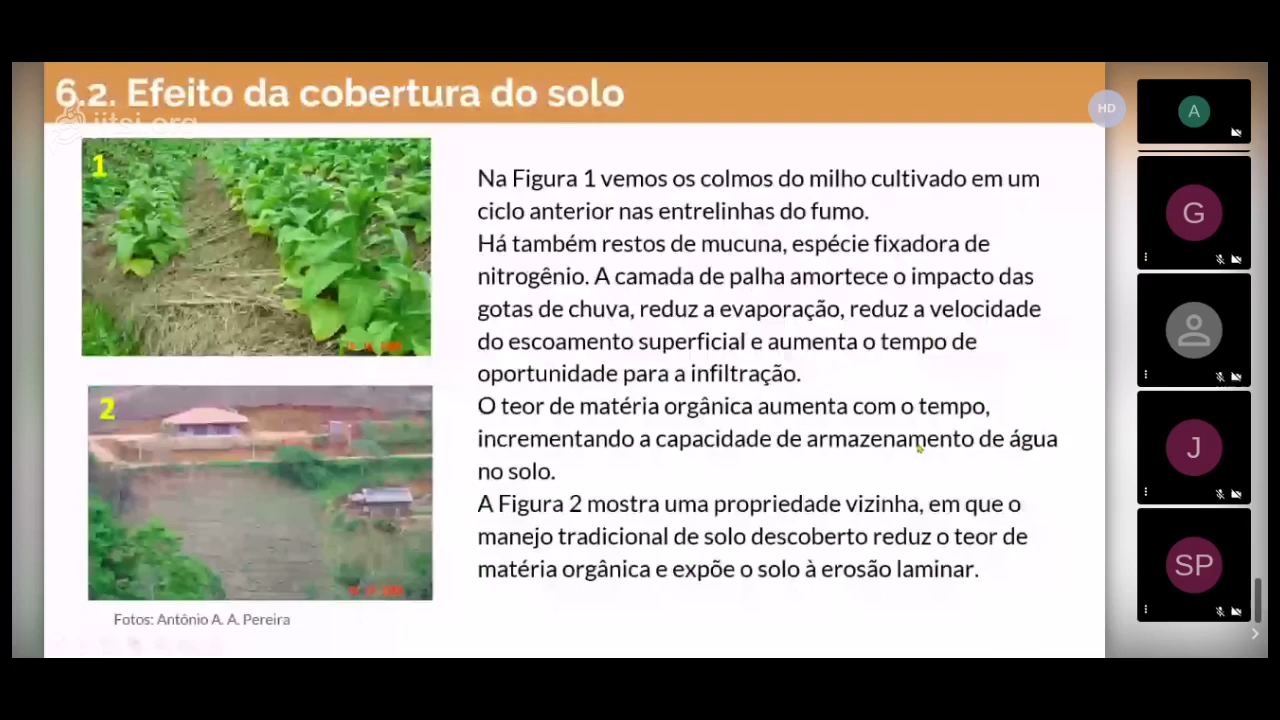 6.2. Efeito da cobertura do solo
jitsi.org
HD
A
1
G
Na Figura 1 vemos os colmos do milho cultivado em um
ciclo anterior nas entrelinhas do fumo.
Há também restos de mucuna, espécie fixadora de
nitrogênio. A camada de palha amortece o impacto das
gotas de chuva, reduz a evaporação, reduz a velocidade
do escoamento superficial e aumenta o tempo de
oportunidade para a infiltração.
O teor de matéria orgânica aumenta com o tempo,
incrementando a capacidade de armazenamento de água
no solo.
A Figura 2 mostra uma propriedade vizinha, em que o
manejo tradicional de solo descoberto reduz o teor de
matéria orgânica e expõe o solo à erosão laminar.
2
J
SP
Fotos: Antônio A. A. Pereira